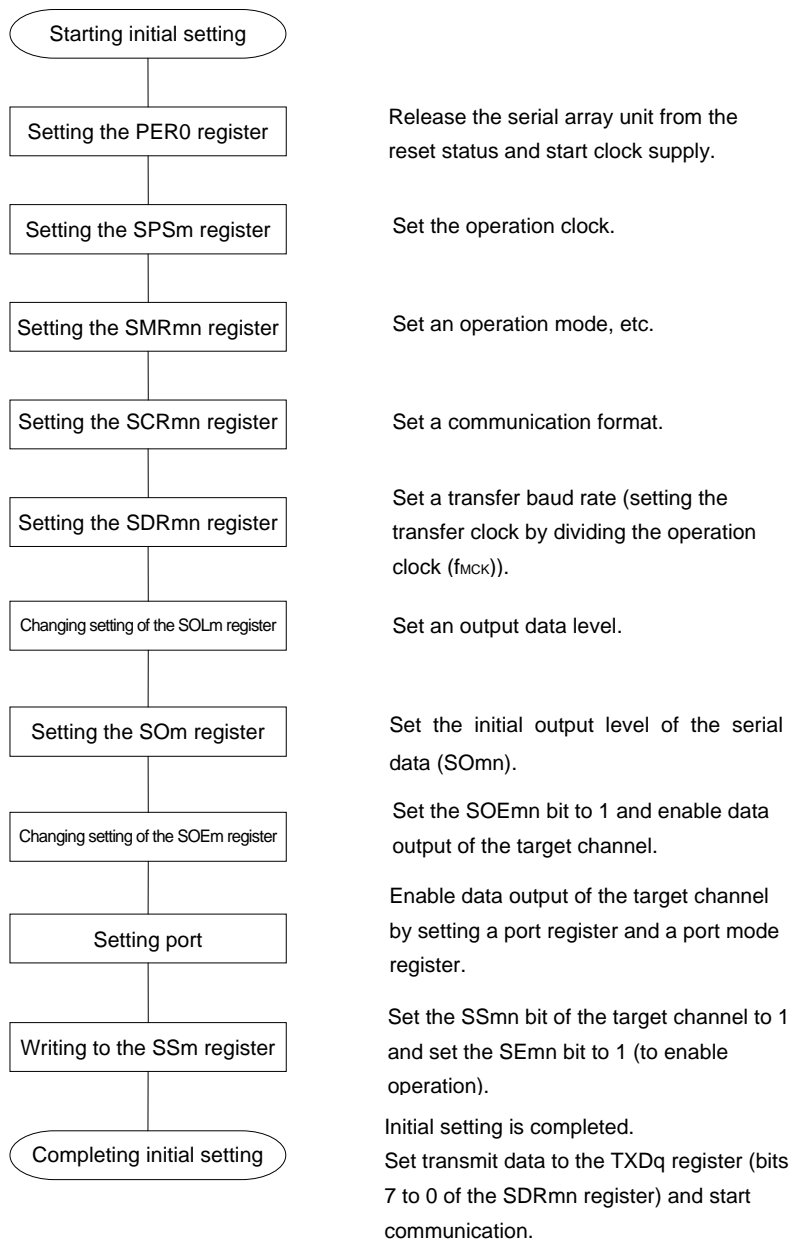 Starting initial setting
Setting the PER0 register
Release the serial array unit from the
reset status and start clock supply.
Setting the SPSm register
Set the operation clock.
Setting the SMRmn register
Set an operation mode, etc.
Setting the SCRmn register
Set a communication format.
Setting the SDRmn register
Set a transfer baud rate (setting the
transfer clock by dividing the operation
clock (fMCK)).
Changing setting of the SOLm register
Set an output data level.
Setting the SOm register
Set the initial output level of the serial
data (SOmn).
Changing setting of the SOEm register
Set the SOEmn bit to 1 and enable data
output of the target channel.
Setting port
Enable data output of the target channel
by setting a port register and a port mode
register.
Writing to the SSm register
Set the SSmn bit of the target channel to 1
and set the SEmn bit to 1 (to enable
operation).
Completing initial setting
Initial setting is completed.
Set transmit data to the TXDq register (bits
7 to 0 of the SDRmn register) and start
communication.